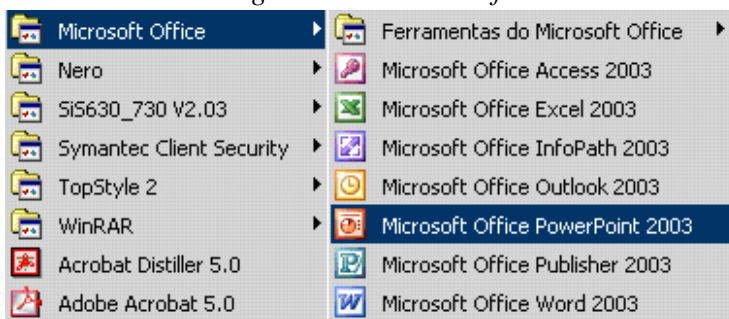 Microsoft Office
Nero
SiS630_730 V2.03
Symantec Client Security
TopStyle 2
WinRAR
Acrobat Distiller 5.0
Adobe Acrobat 5.0
Ferramentas do Microsoft Office
Microsoft Office Access 2003
Microsoft Office Excel 2003
Microsoft Office InfoPath 2003
Microsoft Office Outlook 2003
Microsoft Office PowerPoint 2003
Microsoft Office Publisher 2003
Microsoft Office Word 2003